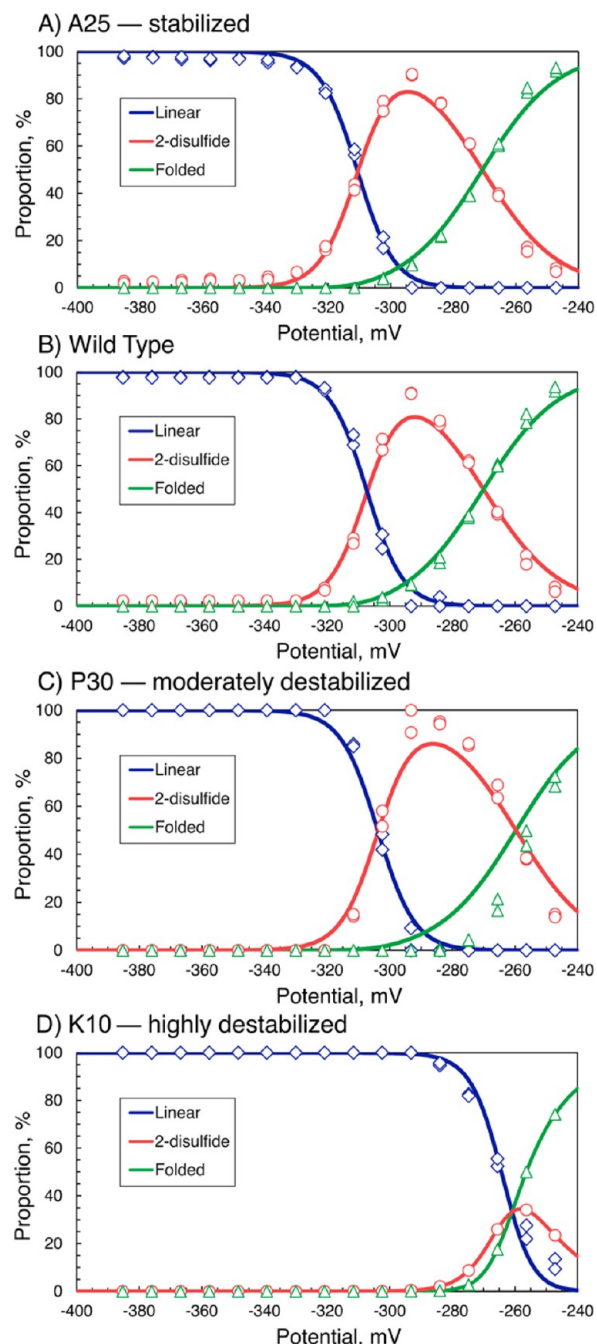 A) A25 — stabilized
100
80
60
40
20
0
Proportion, %
Linear
2-disulfide
Folded
-400 -380 -360 -340 -320 -300 -280 -260 -240
Potential, mV
B) Wild Type
100
80
60
40
20
0
Proportion, %
Linear
2-disulfide
Folded
-400 -380 -360 -340 -320 -300 -280 -260 -240
Potential, mV
C) P30 — moderately destabilized
100
80
60
40
20
0
Proportion, %
Linear
2-disulfide
Folded
-400 -380 -360 -340 -320 -300 -280 -260 -240
Potential, mV
D) K10 — highly destabilized
100
80
60
40
20
0
Proportion, %
Linear
2-disulfide
Folded
-400 -380 -360 -340 -320 -300 -280 -260 -240
Potential, mV